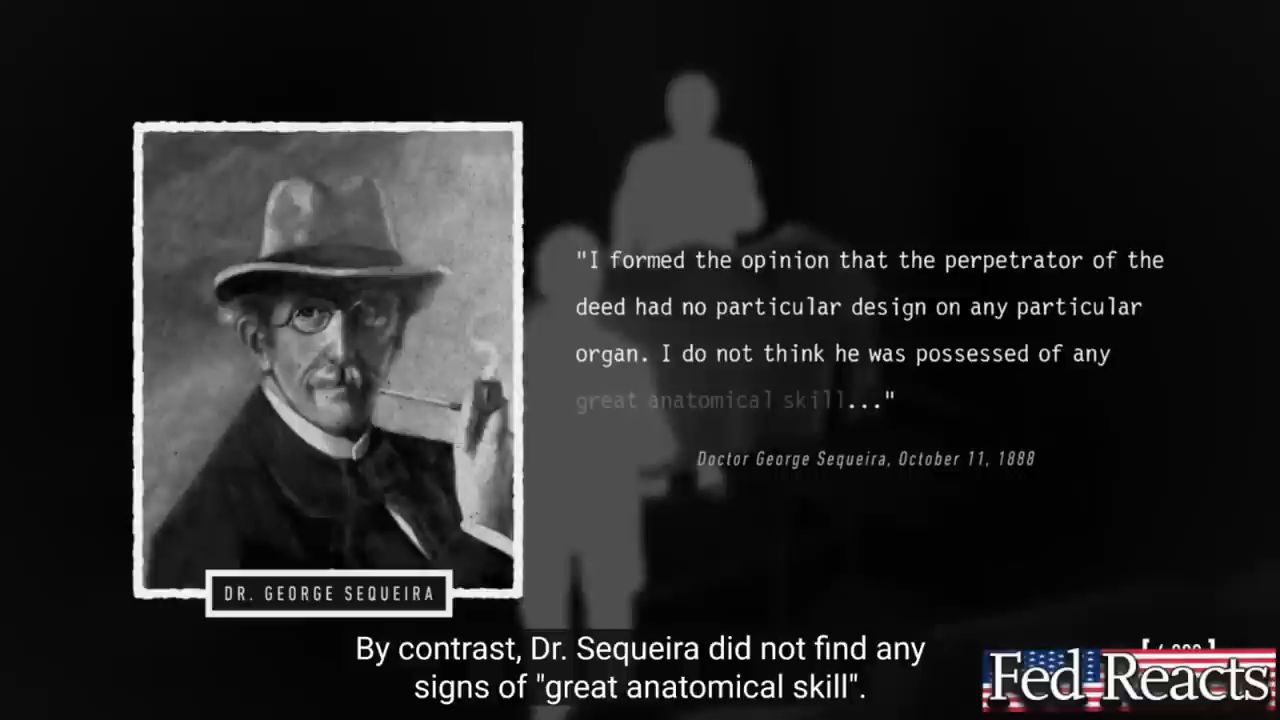 "I formed the opinion that the perpetrator of the
deed had no particular design on any particular
organ. I do not think he was possessed of any
great anatomical skill..."
Doctor George Sequeira, October 11, 1888
DR. GEORGE SEQUEIRA
By contrast, Dr. Sequeira did not find any
signs of "great anatomical skill".
Fed Reacts